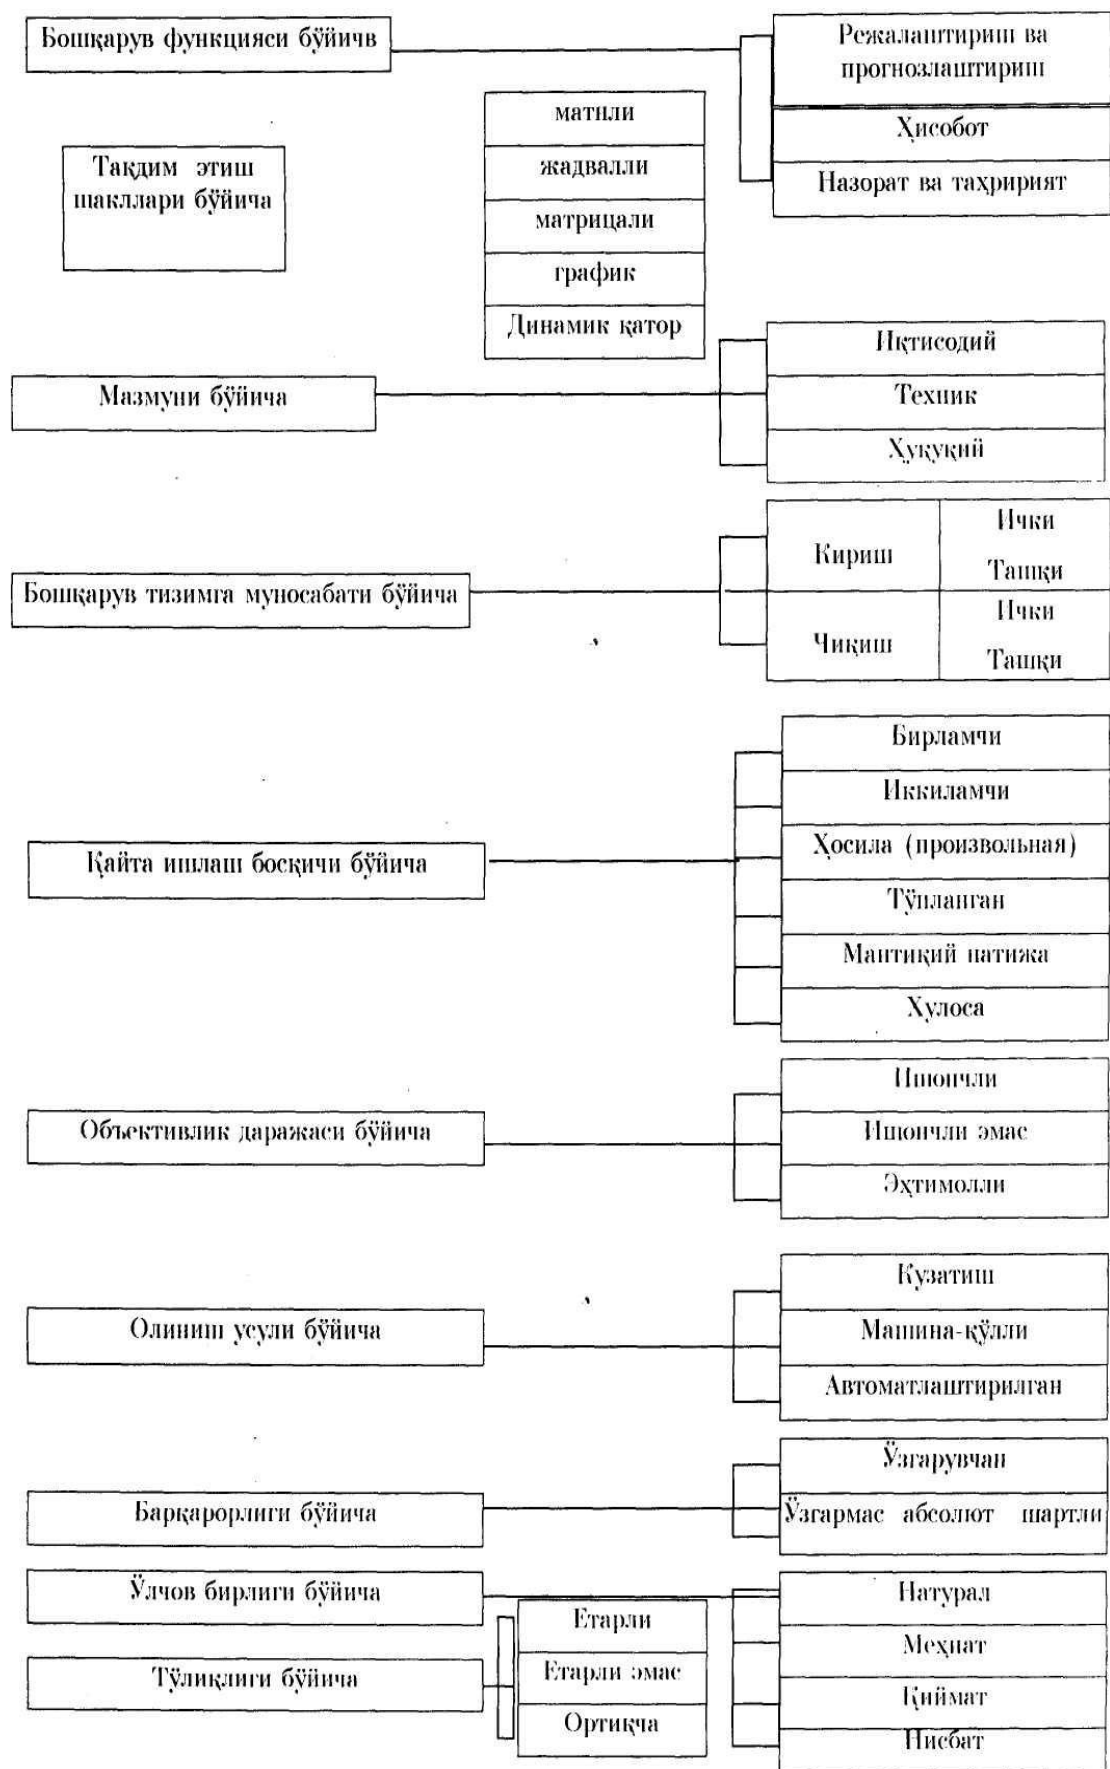 Бошқарув функцияси бўйичв
Режалаштириш ва
прогнозлаштириш
Ҳисобот
Назорат ва таҳририят
Тақдим этиш
шакллари бўйича
матнли
жадвалли
матрицали
график
Динамик қатор
Мазмуни бўйича
Иқтисодий
Техник
Ҳуқуқий
Бошқарув тизимга муносабати бўйича
Кириш
Ички
Ташқи
Чиқиш
Ички
Ташқи
Қайта ишлаш босқичи бўйича
Бирламчи
Иккиламчи
Ҳосила (произвольная)
Тўпланган
Мантиқий натижа
Хулоса
Объективлик даражаси бўйича
Ишончли
Ишончли эмас
Эҳтимолли
Олиниш усули бўйича
Кузатиш
Машина-қўлли
Автоматлаштирилган
Барқарорлиги бўйича
Ўзгарувчан
Ўзгармас абсолют шартли
Ўлчов бирлиги бўйича
Натурал
Меҳнат
Қиймат
Нисбат
Тўлиқлиги бўйича
Етарли
Етарли эмас
Ортиқча